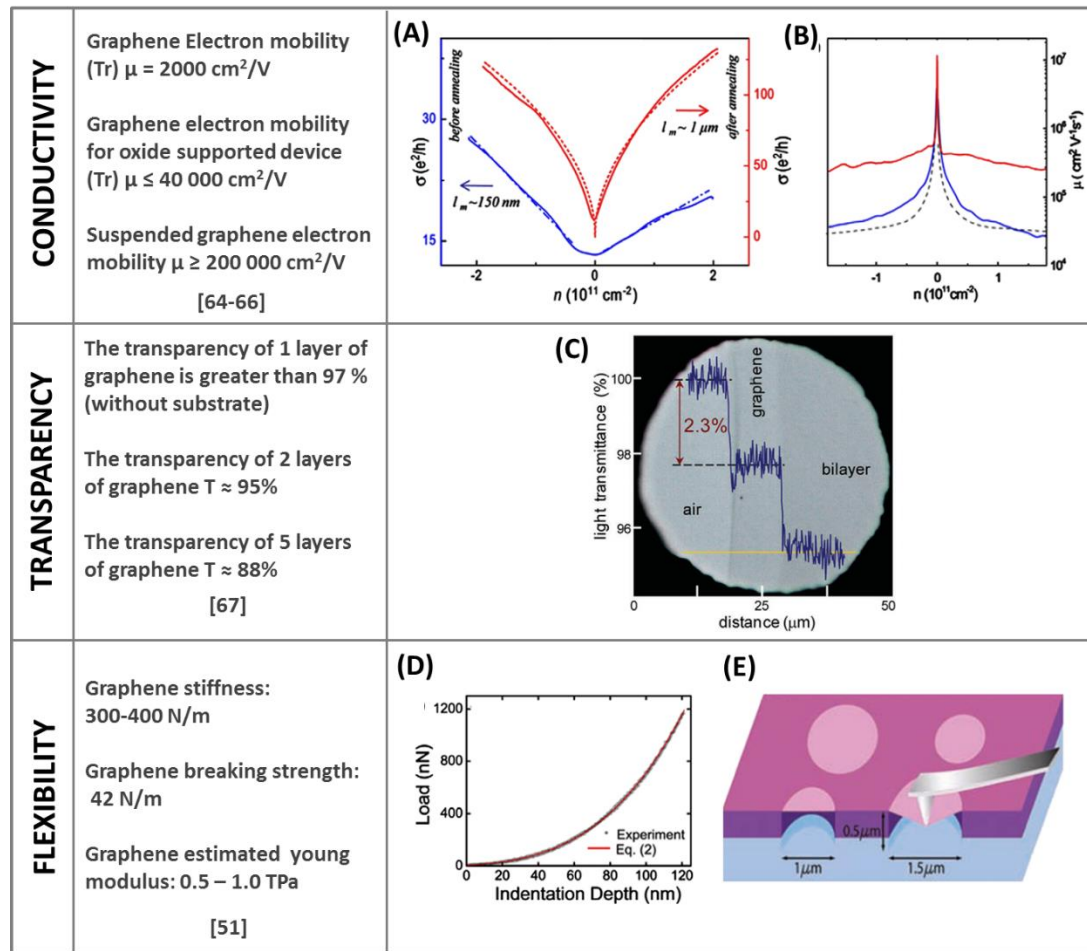 CONDUCTIVITY
Graphene Electron mobility
(Tr) μ = 2000 cm²/V
Graphene electron mobility
for oxide supported device
(Tr) μ ≤ 40 000 cm²/V
Suspended graphene electron
mobility μ ≥ 200 000 cm²/V
[64-66]
(A)
before annealing
after annealing
σ (e²/h)
30
15
l m ~ 150 nm
l m ~ 1 μm
100
50
0
σ (e²/h)
-2
0
2
n (10¹¹ cm⁻²)
(B)
10⁷
10⁶
10⁵
10⁴
μ (cm² V⁻¹s⁻¹)
-1
0
1
n (10¹¹cm⁻²)
TRANSPARENCY
The transparency of 1 layer of
graphene is greater than 97 %
(without substrate)
The transparency of 2 layers
of graphene T ≈ 95%
The transparency of 5 layers
of graphene T ≈ 88%
[67]
(C)
light transmittance (%)
100
98
96
2.3%
graphene
air
bilayer
0
25
50
distance (μm)
FLEXIBILITY
Graphene stiffness:
300-400 N/m
Graphene breaking strength:
42 N/m
Graphene estimated young
modulus: 0.5 – 1.0 TPa
[51]
(D)
Load (nN)
1200
800
400
0
Experiment
Eq. (2)
0 20 40 60 80 100 120
Indentation Depth (nm)
(E)
0.5μm
1μm
1.5μm